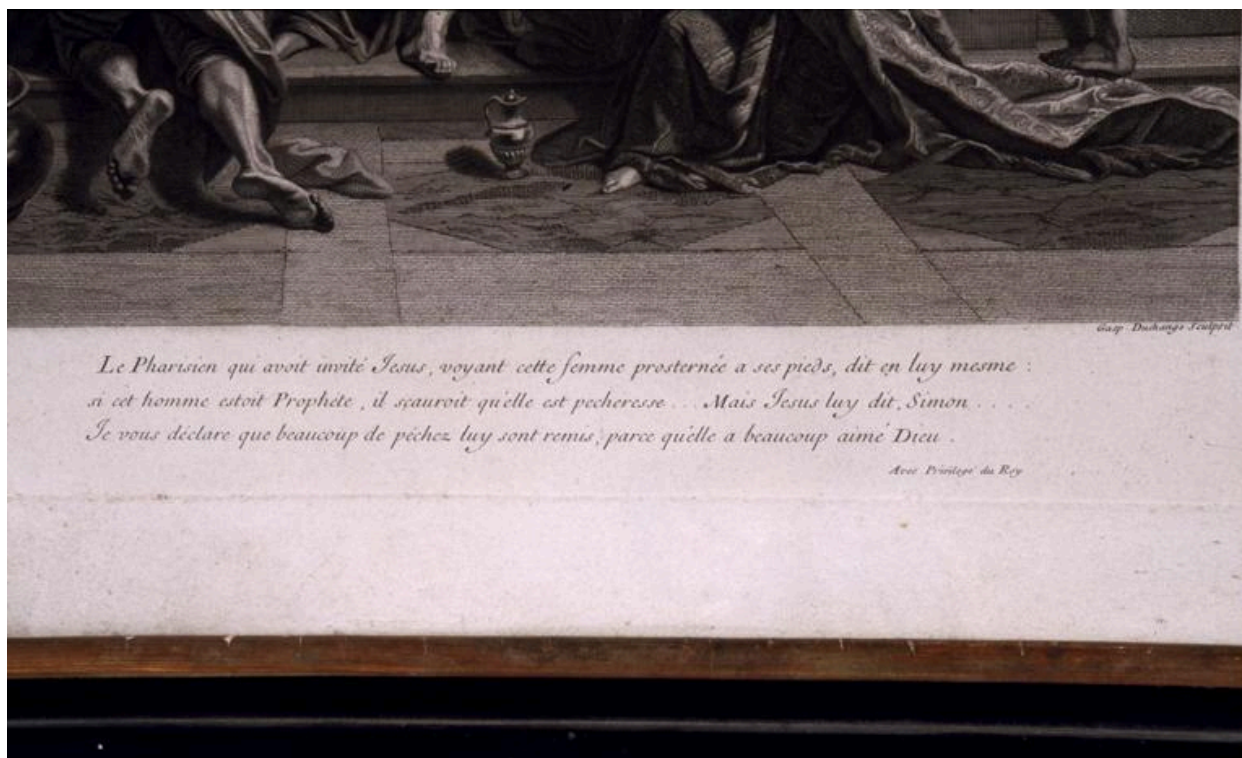 Gasp. Duchange Sculpsit
Le Pharisien qui avoit invité Jesus, voyant cette femme prosternée a ses pieds, dit en luy mesme :
si cet homme estoit Prophéte, il sçauroit qu'elle est pecheresse... Mais Jesus luy dit, Simon.....
Je vous déclare que beaucoup de péchez luy sont remis, parce qu'elle a beaucoup aimé Dieu.
Avec Privilege du Roy